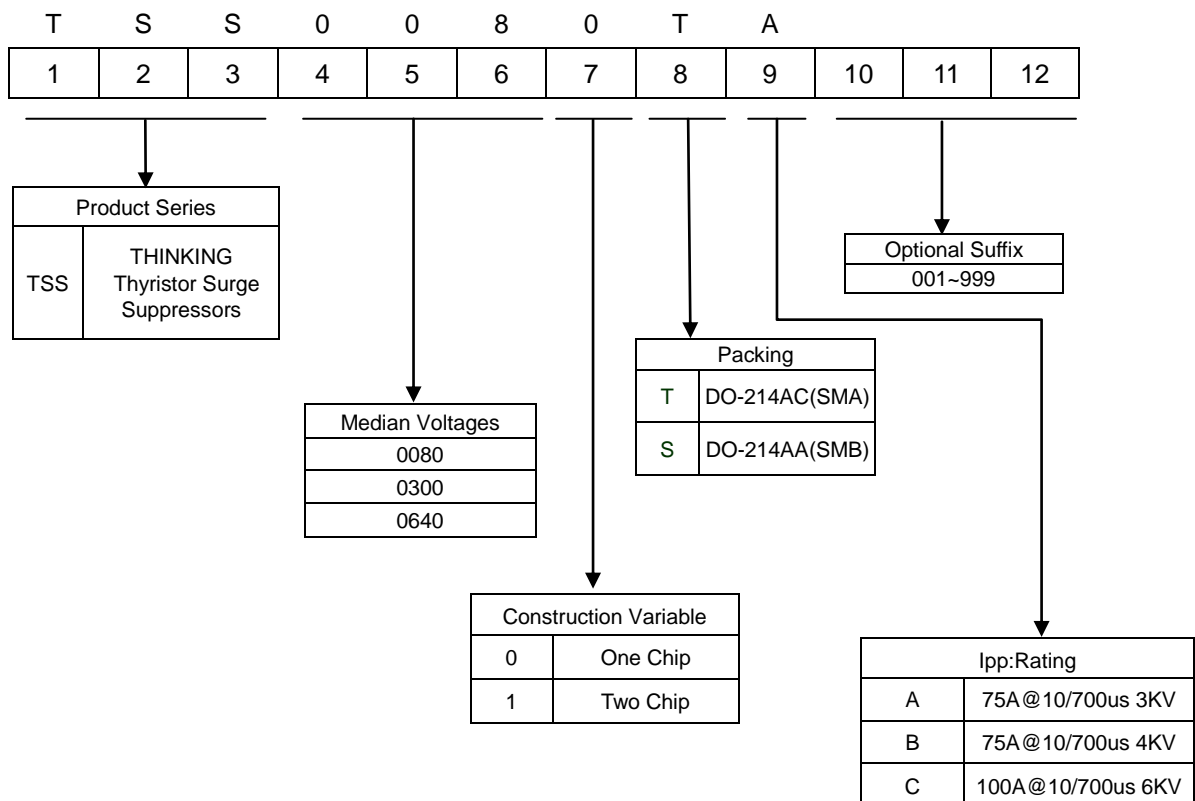 T S S 0 0 8 0 T A
1 2 3 4 5 6 7 8 9 10 11 12
Product Series
TSS
THINKING
Thyristor Surge
Suppressors
Optional Suffix
001~999
Packing
T DO-214AC(SMA)
S DO-214AA(SMB)
Median Voltages
0080
0300
0640
Construction Variable
0 One Chip
1 Two Chip
Ipp:Rating
A 75A@10/700us 3KV
B 75A@10/700us 4KV
C 100A@10/700us 6KV